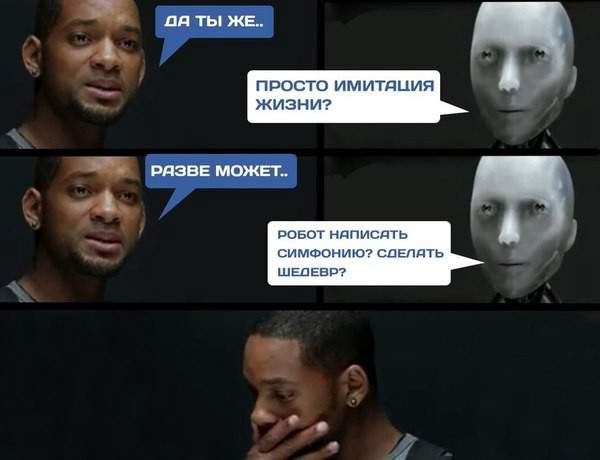 ДА ТЫ ЖЕ..
ПРОСТО ИМИТАЦИЯ
ЖИЗНИ?
РАЗВЕ МОЖЕТ..
РОБОТ НАПИСАТЬ
СИМФОНИЮ? СДЕЛАТЬ
ШЕДЕВР?